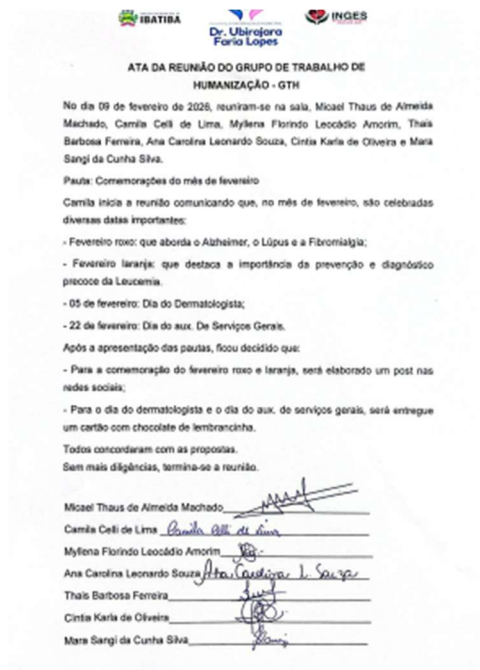 IBATIBA
Dr. Ubirajara
Faria Lopes
INGES
ATA DA REUNIÃO DO GRUPO DE TRABALHO DE
HUMANIZAÇÃO - GTH
No dia 09 de fevereiro de 2026, reuniram-se na sala, Micael Thaus de Almeida
Machado, Camila Celli de Lima, Myllena Florindo Leocádio Amorim, Thais
Barbosa Ferreira, Ana Carolina Leonardo Souza, Cintia Karla de Oliveira e Mara
Sangi da Cunha Silva.
Pauta: Comemorações do mês de fevereiro
Camila inicia a reunião comunicando que, no mês de fevereiro, são celebradas
diversas datas importantes:
- Fevereiro roxo: que aborda o Alzheimer, o Lúpus e a Fibromialgia;
- Fevereiro laranja: que destaca a importância da prevenção e diagnóstico
precoce da Leucemia.
- 05 de fevereiro: Dia do Dermatologista;
- 22 de fevereiro: Dia do aux. De Serviços Gerais.
Após a apresentação das pautas, ficou decidido que:
- Para a comemoração do fevereiro roxo e laranja, será elaborado um post nas
redes sociais;
- Para o dia do dermatologista e o dia do aux. de serviços gerais, será entregue
um cartão com chocolate de lembrancinha.
Todos concordaram com as propostas.
Sem mais diligências, termina-se a reunião.
Micael Thaus de Almeida Machado
Camila Celli de Lima Camila Celli de Lima
Myllena Florindo Leocádio Amorim
Ana Carolina Leonardo Souza Ana Carolina L. Souza
Thais Barbosa Ferreira
Cintia Karla de Oliveira
Mara Sangi da Cunha Silva